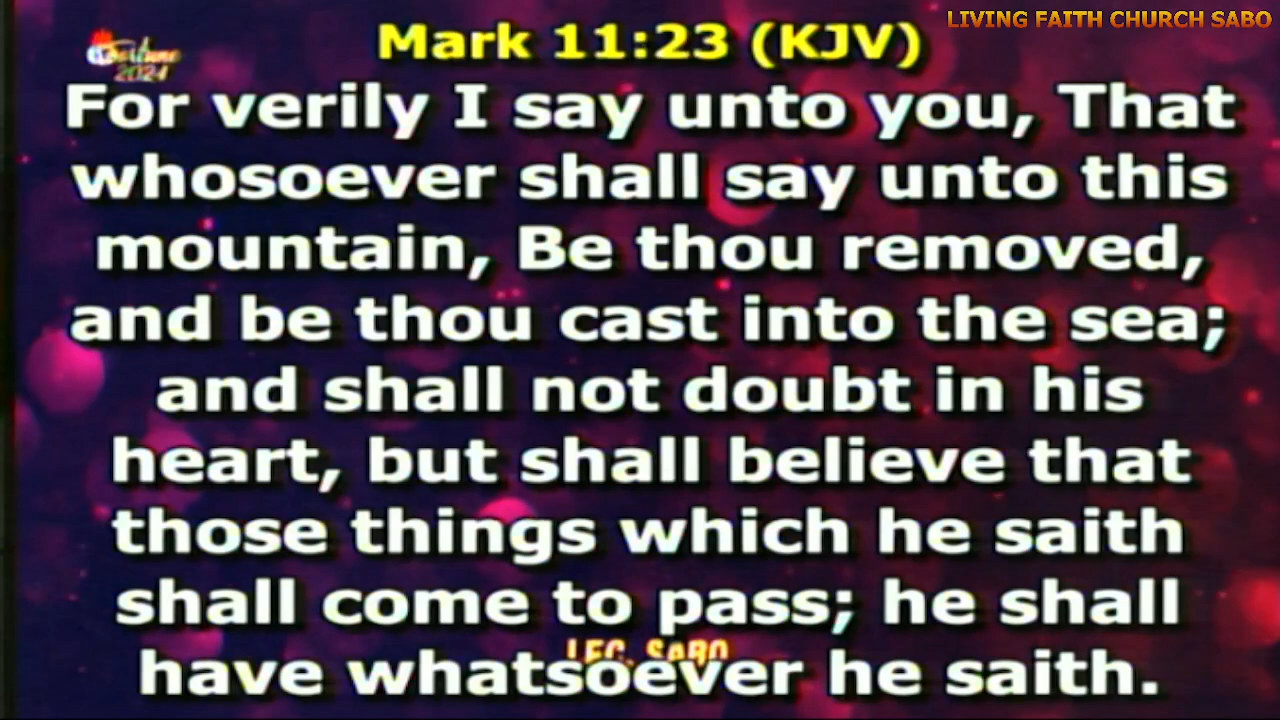 LIVING FAITH CHURCH SABO
Mark 11:23 (KJV)
2024
For verily I say unto you, That
whosoever shall say unto this
mountain, Be thou removed,
and be thou cast into the sea;
and shall not doubt in his
heart, but shall believe that
those things which he saith
shall come to pass; he shall
LFC, SABO
have whatsoever he saith.